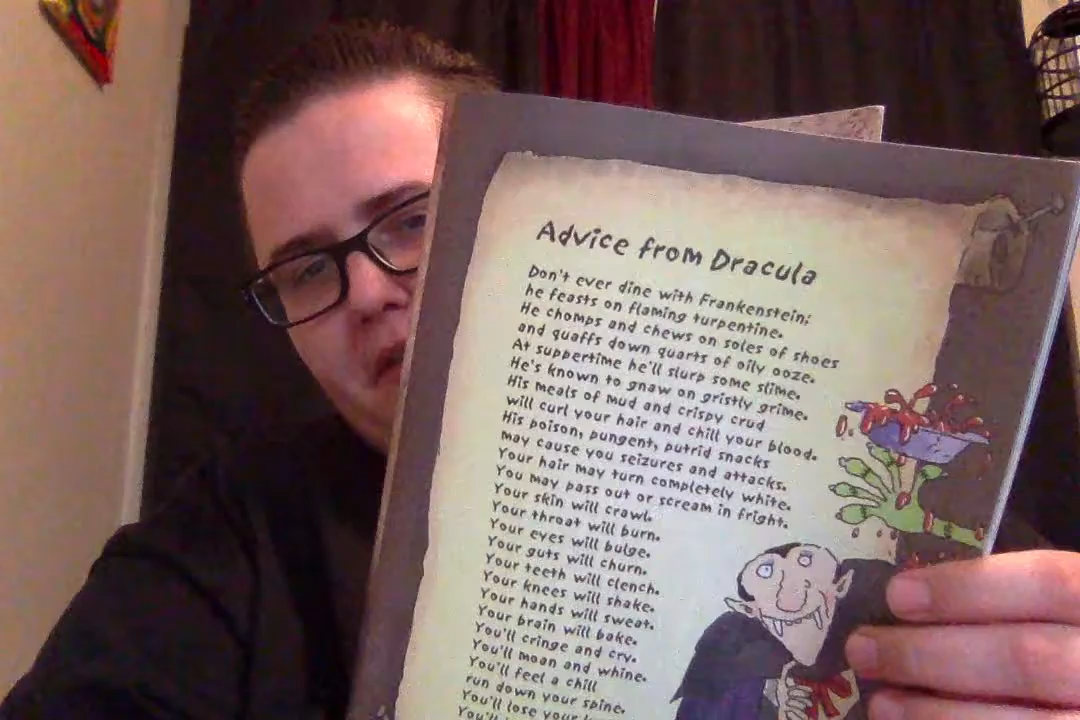 Advice from Dracula
Don't ever dine with Frankenstein;
he feasts on flaming turpentine.
He chomps and chews on soles of shoes
and quaffs down quarts of oily ooze.
At suppertime he'll slurp some slime.
He's known to gnaw on gristly grime.
His meals of mud and crispy crud
will curl your hair and chill your blood.
His poison, pungent, putrid snacks
may cause you seizures and attacks.
Your hair may turn completely white.
You may pass out or scream in fright.
Your skin will crawl.
Your throat will burn.
Your eyes will bulge.
Your guts will churn.
Your teeth will clench.
Your knees will shake.
Your hands will sweat.
Your brain will bake.
You'll cringe and cry.
You'll moan and whine.
You'll feel a chill
run down your spine.
You'll lose your